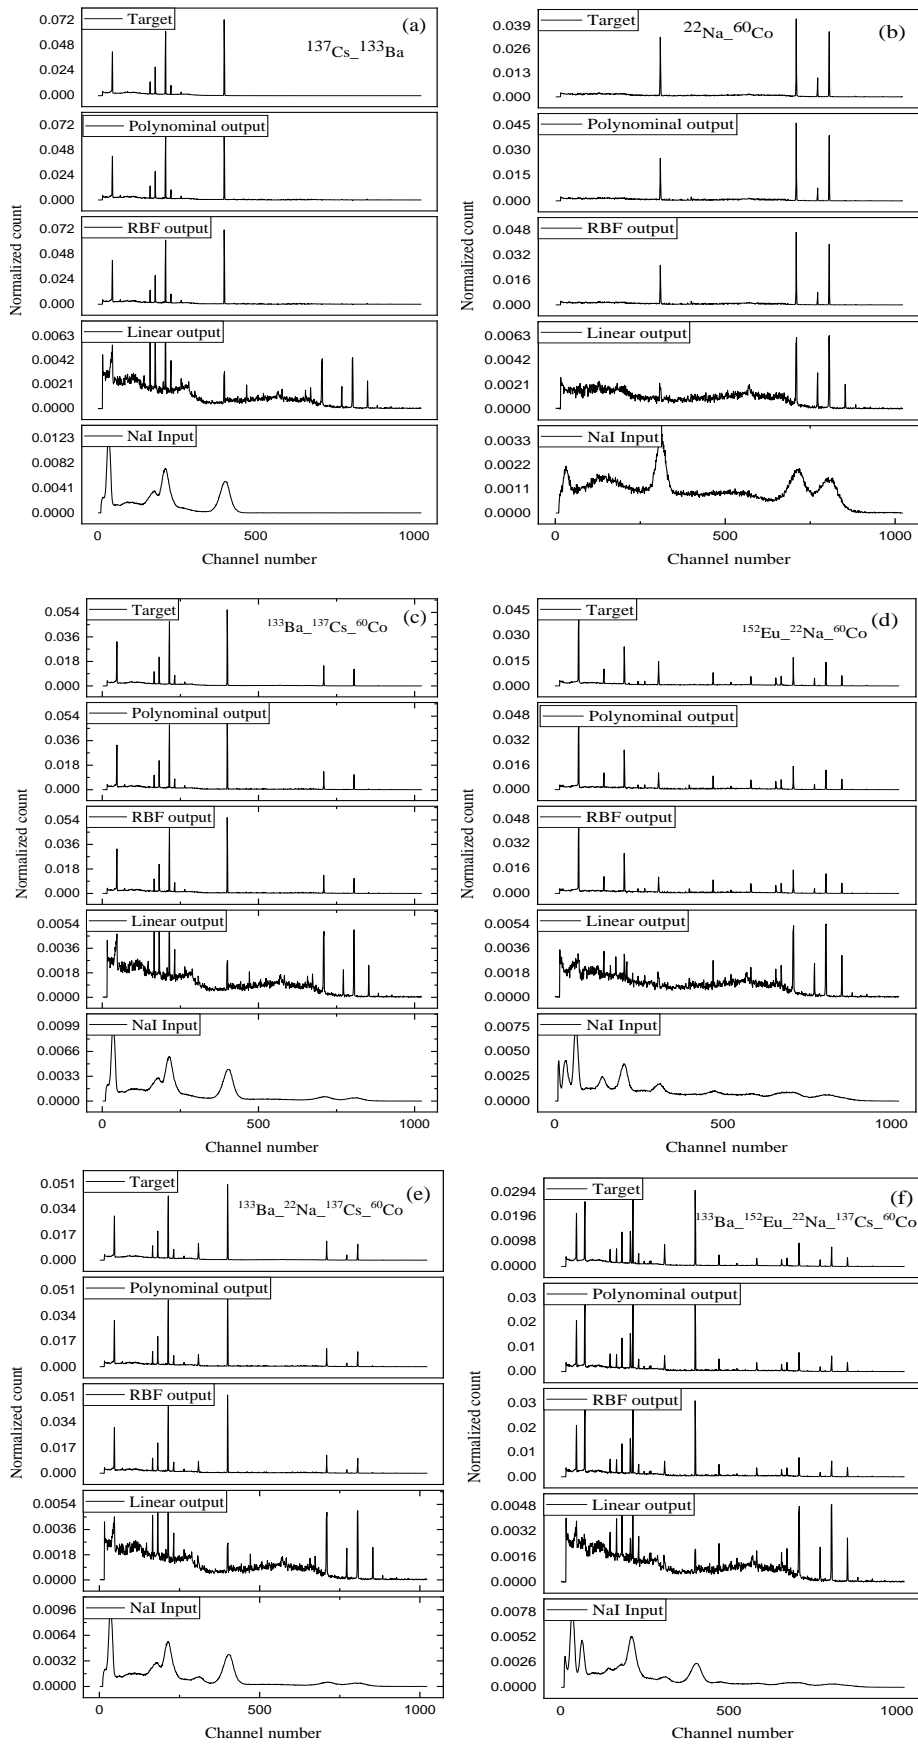 Target
(a)
¹³⁷Cs_¹³³Ba
0.072
0.048
0.024
0.000
Polynominal output
0.072
0.048
0.024
0.000
RBF output
0.072
0.048
0.024
0.000
Linear output
0.0063
0.0042
0.0021
0.0000
NaI Input
0.0123
0.0082
0.0041
0.0000
0 500 1000
Channel number
Normalized count
Target
(b)
²²Na_⁶⁰Co
0.039
0.026
0.013
0.000
Polynominal output
0.045
0.030
0.015
0.000
RBF output
0.048
0.032
0.016
0.000
Linear output
0.0063
0.0042
0.0021
0.0000
NaI Input
0.0033
0.0022
0.0011
0.0000
0 500 1000
Channel number
Normalized count
Target
(c)
¹³³Ba_¹³⁷Cs_⁶⁰Co
0.054
0.036
0.018
0.000
Polynominal output
0.054
0.036
0.018
0.000
RBF output
0.054
0.036
0.018
0.000
Linear output
0.0054
0.0036
0.0018
0.0000
NaI Input
0.0099
0.0066
0.0033
0.0000
0 500 1000
Channel number
Normalized count
Target
(d)
¹⁵²Eu_²²Na_⁶⁰Co
0.045
0.030
0.015
0.000
Polynominal output
0.048
0.032
0.016
0.000
RBF output
0.048
0.032
0.016
0.000
Linear output
0.0054
0.0036
0.0018
0.0000
NaI Input
0.0075
0.0050
0.0025
0.0000
0 500 1000
Channel number
Normalized count
Target
(e)
¹³³Ba_²²Na_¹³⁷Cs_⁶⁰Co
0.051
0.034
0.017
0.000
Polynominal output
0.051
0.034
0.017
0.000
RBF output
0.051
0.034
0.017
0.000
Linear output
0.0054
0.0036
0.0018
0.0000
NaI Input
0.0096
0.0064
0.0032
0.0000
0 500 1000
Channel number
Normalized count
Target
(f)
¹³³Ba_¹⁵²Eu_²²Na_¹³⁷Cs_⁶⁰Co
0.0294
0.0196
0.0098
0.0000
Polynominal output
0.03
0.02
0.01
0.00
RBF output
0.03
0.02
0.01
0.00
Linear output
0.0048
0.0032
0.0016
0.0000
NaI Input
0.0078
0.0052
0.0026
0.0000
0 500 1000
Channel number
Normalized count